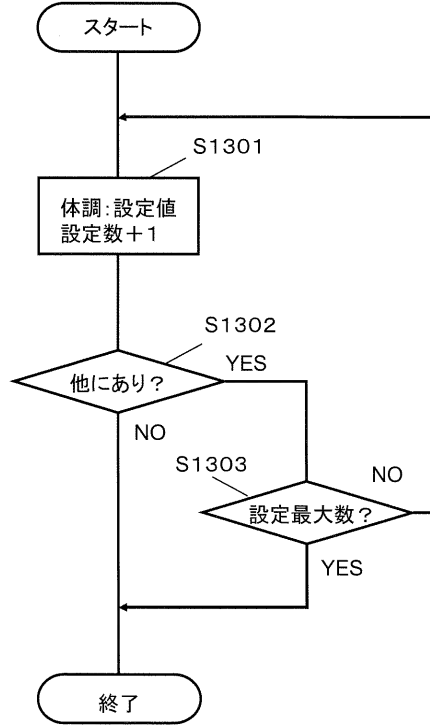 スタート
S1301
体調:設定値
設定数+1
S1302
他にあり?
YES
NO
S1303
NO
設定最大数?
YES
終了